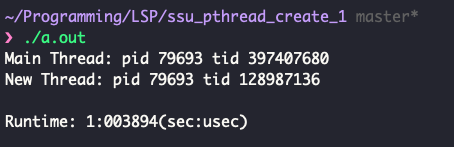 ~/Programming/LSP/ssu_pthread_create_1 master*
❯ ./a.out
Main Thread: pid 79693 tid 397407680
New Thread: pid 79693 tid 128987136
Runtime: 1:003894(sec:usec)